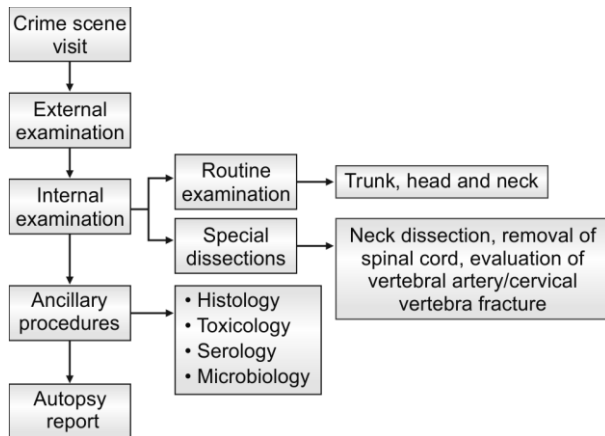 Crime scene
visit
External
examination
Internal
examination
Routine
examination
Trunk, head and neck
Special
dissections
Neck dissection, removal of
spinal cord, evaluation of
vertebral artery/cervical
vertebra fracture
Ancillary
procedures
• Histology
• Toxicology
• Serology
• Microbiology
Autopsy
report